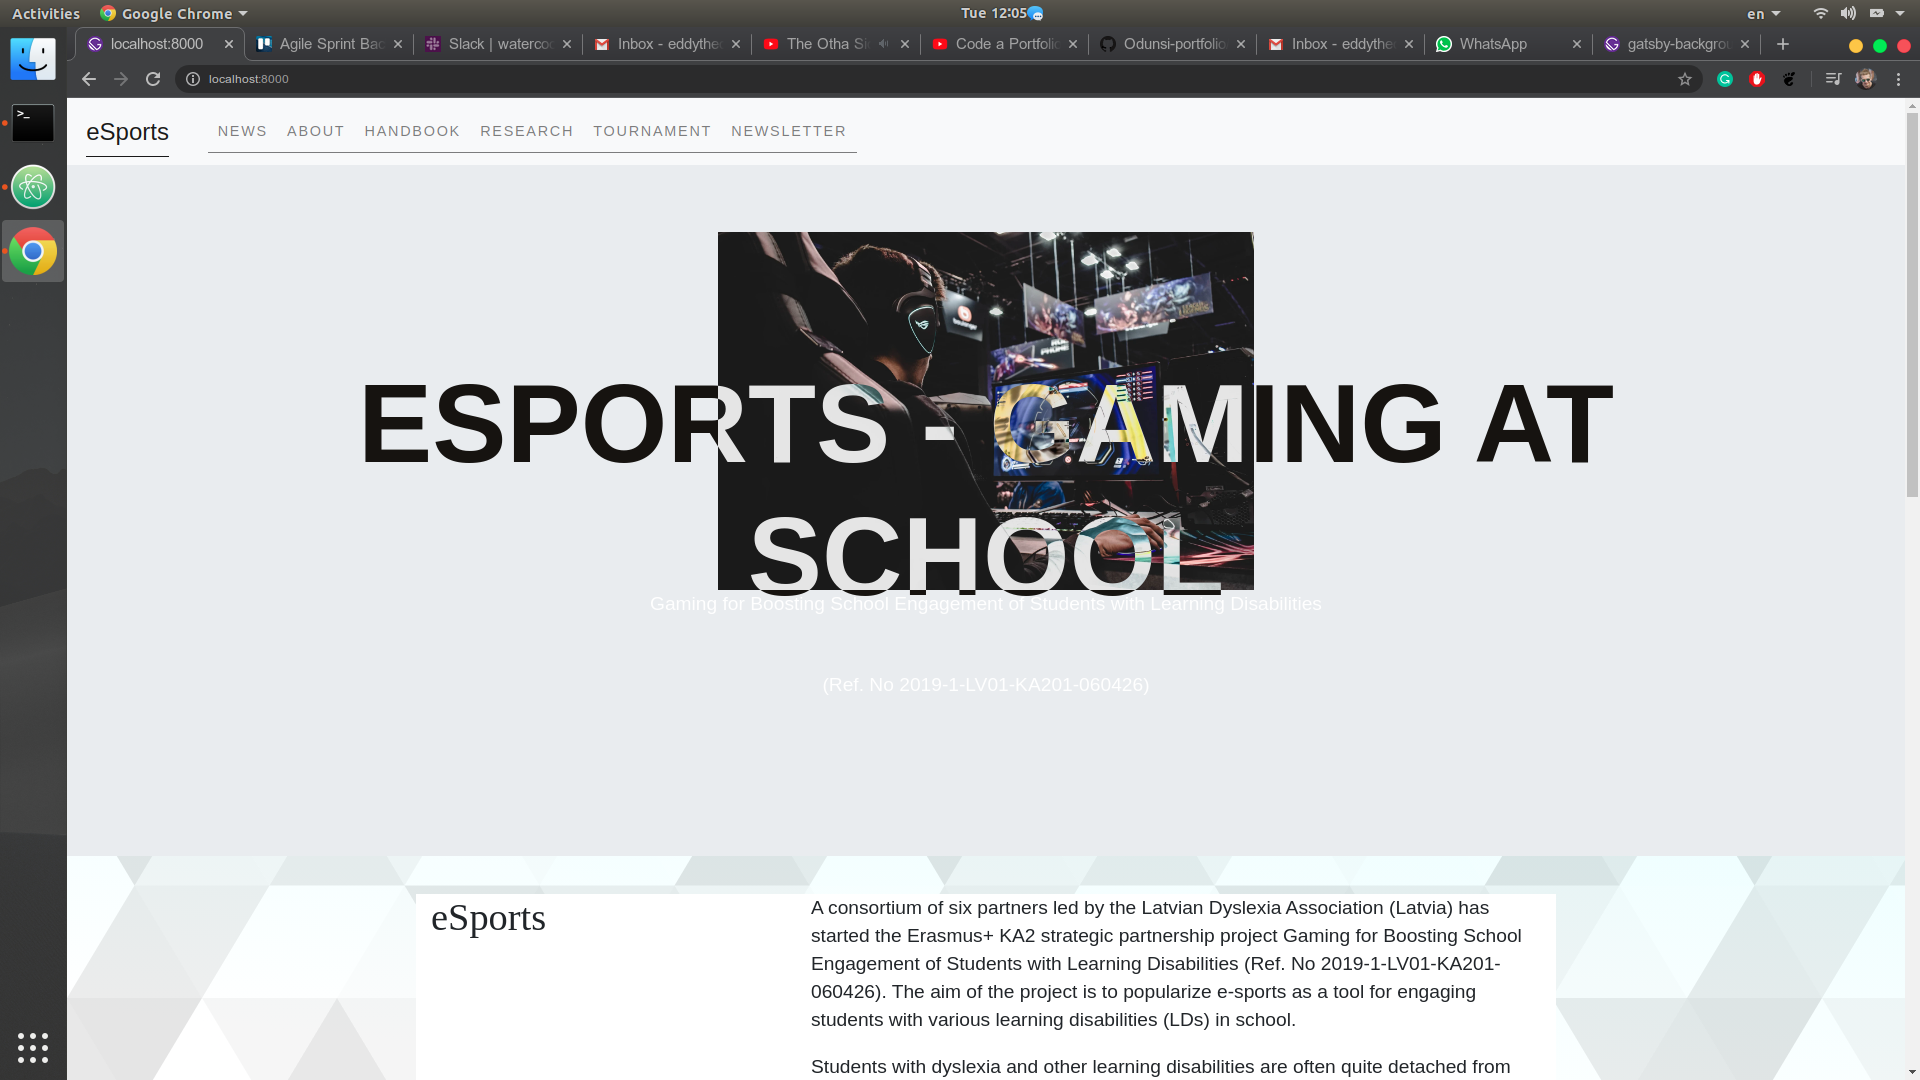 Activities
Google Chrome
Tue 12:05
en
localhost:8000
Agile Sprint Bac
Slack | waterco
Inbox - eddythe
The Otha S
Code a Portfolio
Odunsi-portfolio
Inbox - eddythe
WhatsApp
gatsby-backgrou
localhost:8000
eSports
NEWS ABOUT HANDBOOK RESEARCH TOURNAMENT NEWSLETTER
ESPORTS - GAMING AT
SCHOOL
Gaming for Boosting School Engagement of Students with Learning Disabilities
(Ref. No 2019-1-LV01-KA201-060426)
eSports
A consortium of six partners led by the Latvian Dyslexia Association (Latvia) has
started the Erasmus+ KA2 strategic partnership project Gaming for Boosting School
Engagement of Students with Learning Disabilities (Ref. No 2019-1-LV01-KA201-
060426). The aim of the project is to popularize e-sports as a tool for engaging
students with various learning disabilities (LDs) in school.
Students with dyslexia and other learning disabilities are often quite detached from